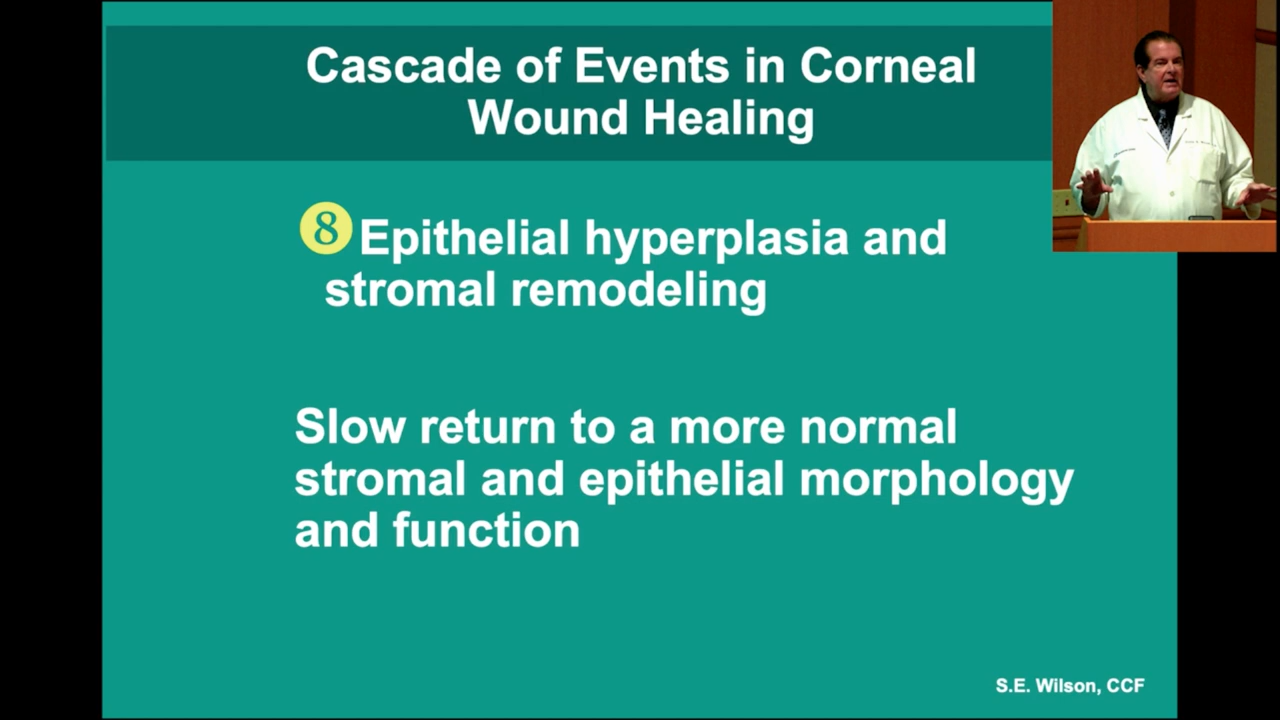 Cascade of Events in Corneal
Wound Healing
8 Epithelial hyperplasia and
stromal remodeling
Slow return to a more normal
stromal and epithelial morphology
and function
S.E. Wilson, CCF